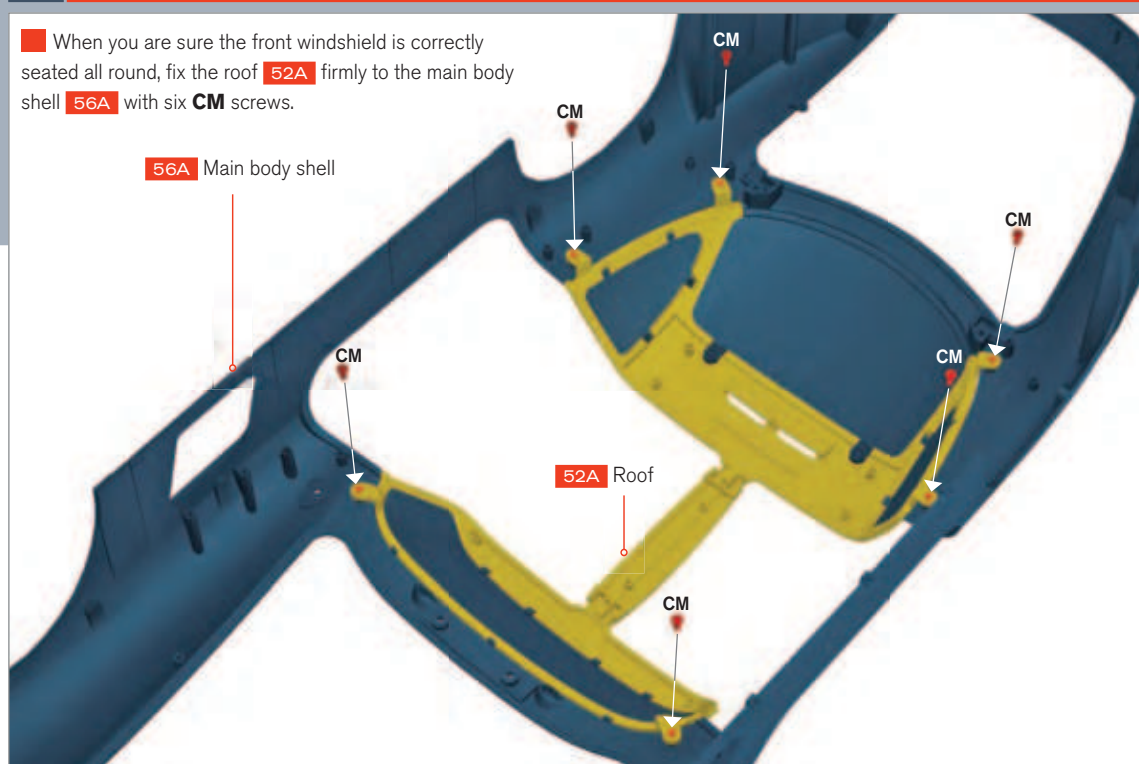 When you are sure the front windshield is correctly
seated all round, fix the roof 52A firmly to the main body
shell 56A with six CM screws.
CM
CM
56A Main body shell
CM
CM
CM
52A Roof
CM